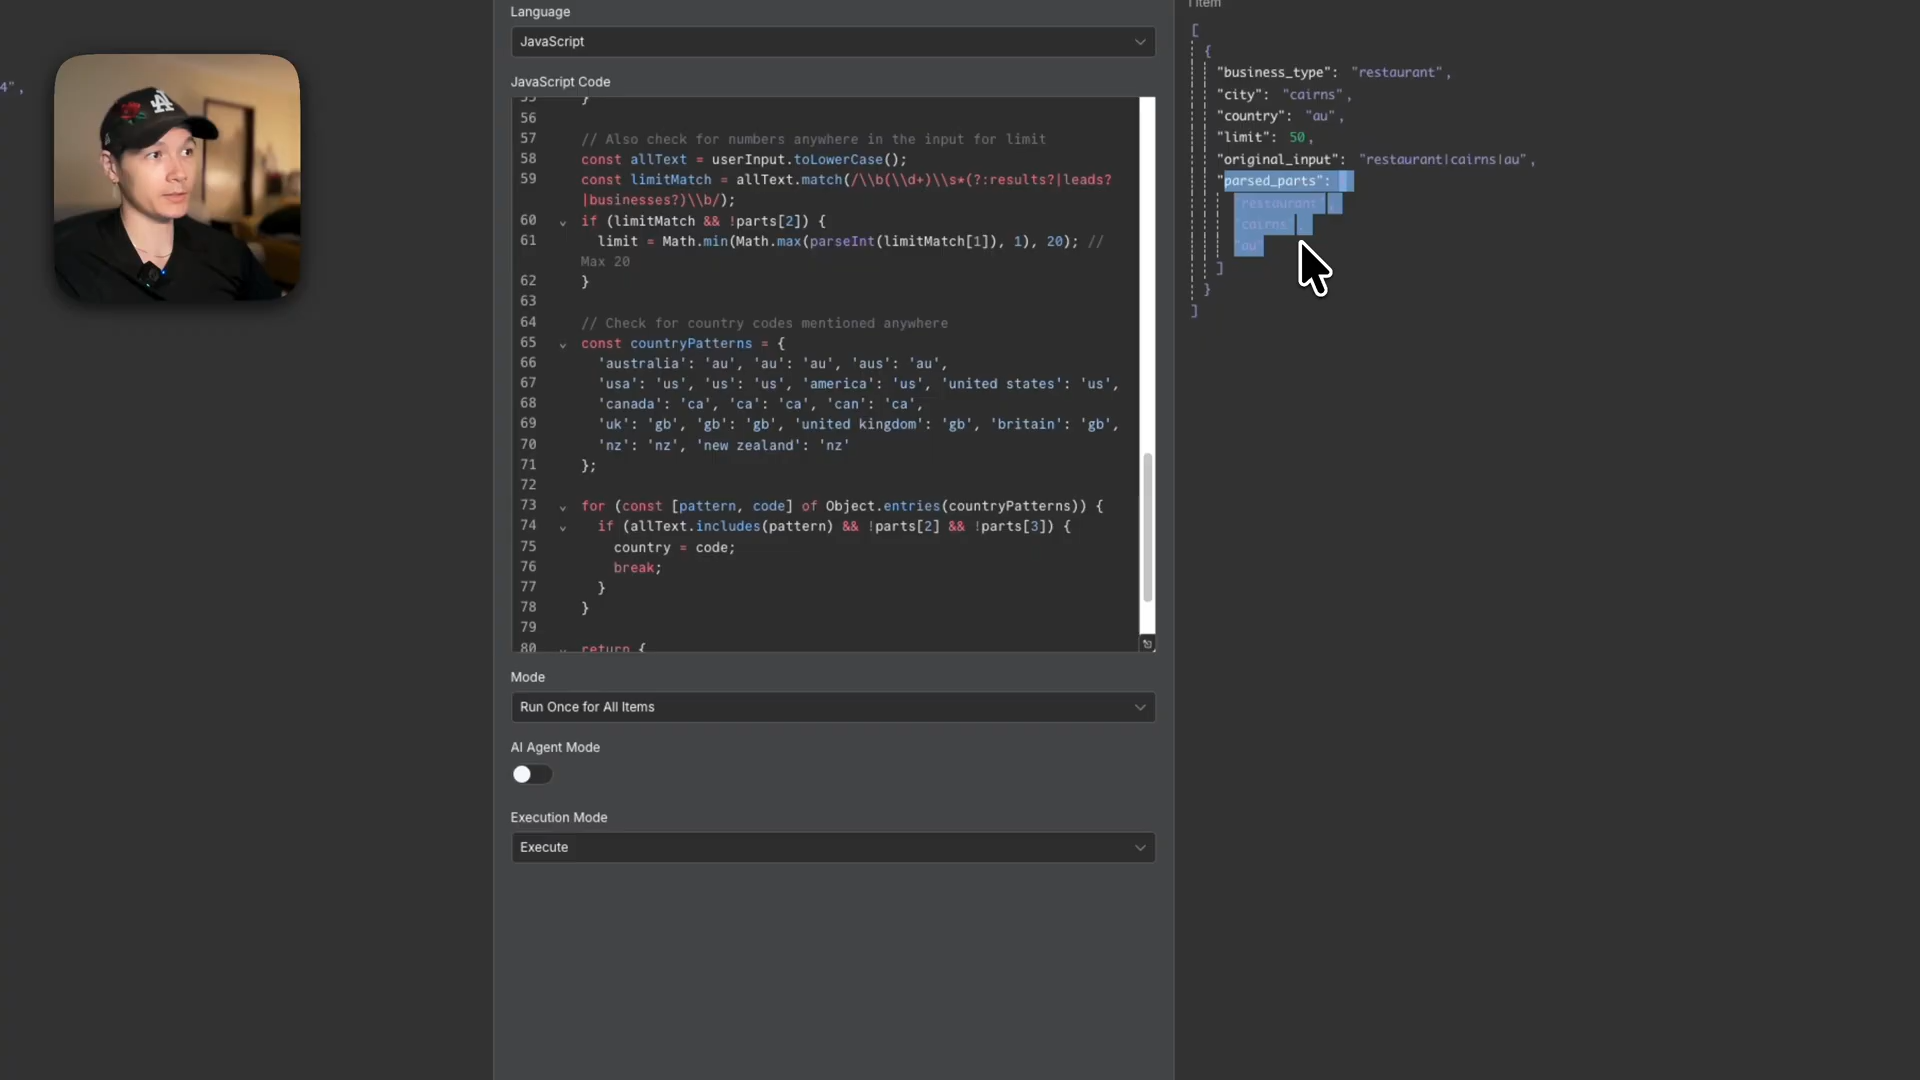 Language
JavaScript
JavaScript Code
56
57 // Also check for numbers anywhere in the input for limit
58 const allText = userInput.toLowerCase();
59 const limitMatch = allText.match(/\\b(\\d+)\\s*(?:results?|leads?
|businesses?)\\b/);
60 if (limitMatch && !parts[2]) {
61 limit = Math.min(Math.max(parseInt(limitMatch[1]), 1), 20); //
Max 20
62 }
63
64 // Check for country codes mentioned anywhere
65 const countryPatterns = {
66 'australia': 'au', 'au': 'au', 'aus': 'au',
67 'usa': 'us', 'us': 'us', 'america': 'us', 'united states': 'us',
68 'canada': 'ca', 'ca': 'ca', 'can': 'ca',
69 'uk': 'gb', 'gb': 'gb', 'united kingdom': 'gb', 'britain': 'gb',
70 'nz': 'nz', 'new zealand': 'nz'
71 };
72
73 for (const [pattern, code] of Object.entries(countryPatterns)) {
74 if (allText.includes(pattern) && !parts[2] && !parts[3]) {
75 country = code;
76 break;
77 }
78 }
79
80 return {
Mode
Run Once for All Items
AI Agent Mode
Execution Mode
Execute
1 item
[
{
"business_type": "restaurant",
"city": "cairns",
"country": "au",
"limit": 50,
"original_input": "restaurant|cairns|au",
"parsed_parts": [
"restaurant",
"cairns",
"au"
]
}
]
4",
LA